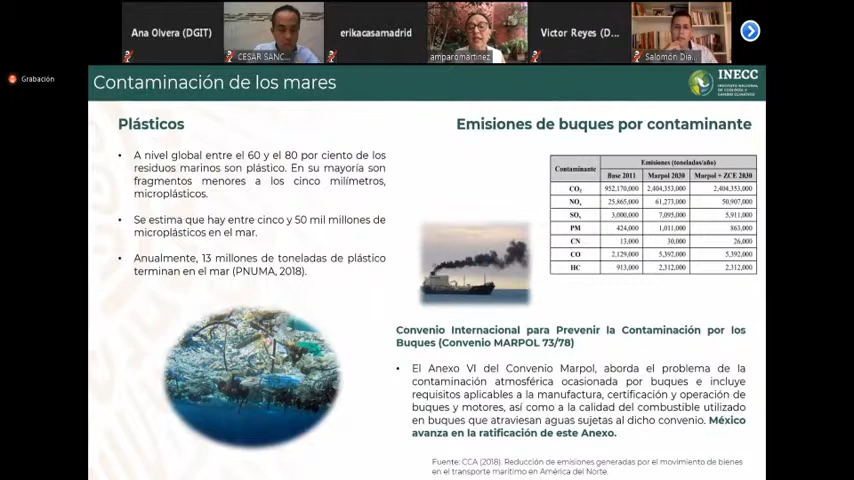 Ana Olvera (DGIT)
CESAR SANC...
erikacasamadrid
amparomartinez
Victor Reyes (D...
Salomón Dia...
Grabación
Contaminación de los mares
INECC
INSTITUTO NACIONAL
DE ECOLOGÍA Y
CAMBIO CLIMÁTICO
Plásticos
• A nivel global entre el 60 y el 80 por ciento de los
residuos marinos son plástico. En su mayoría son
fragmentos menores a los cinco milímetros,
microplásticos.
• Se estima que hay entre cinco y 50 mil millones de
microplásticos en el mar.
• Anualmente, 13 millones de toneladas de plástico
terminan en el mar (PNUMA, 2018).
Emisiones de buques por contaminante
Contaminante Emisiones (toneladas/año)
Base 2011 Marpol 2030 Marpol + ZCE 2030
CO₂ 952,170,000 2,404,353,000 2,404,353,000
NOₓ 25,865,000 61,273,000 50,907,000
SOₓ 3,000,000 7,095,000 5,911,000
PM 424,000 1,011,000 863,000
CN 13,000 30,000 26,000
CO 2,129,000 5,392,000 5,392,000
HC 913,000 2,312,000 2,312,000
Convenio Internacional para Prevenir la Contaminación por los
Buques (Convenio MARPOL 73/78)
• El Anexo VI del Convenio Marpol, aborda el problema de la
contaminación atmosférica ocasionada por buques e incluye
requisitos aplicables a la manufactura, certificación y operación de
buques y motores, así como a la calidad del combustible utilizado
en buques que atraviesan aguas sujetas al dicho convenio. México
avanza en la ratificación de este Anexo.
Fuente: CCA (2018). Reducción de emisiones generadas por el movimiento de bienes
en el transporte marítimo en América del Norte.